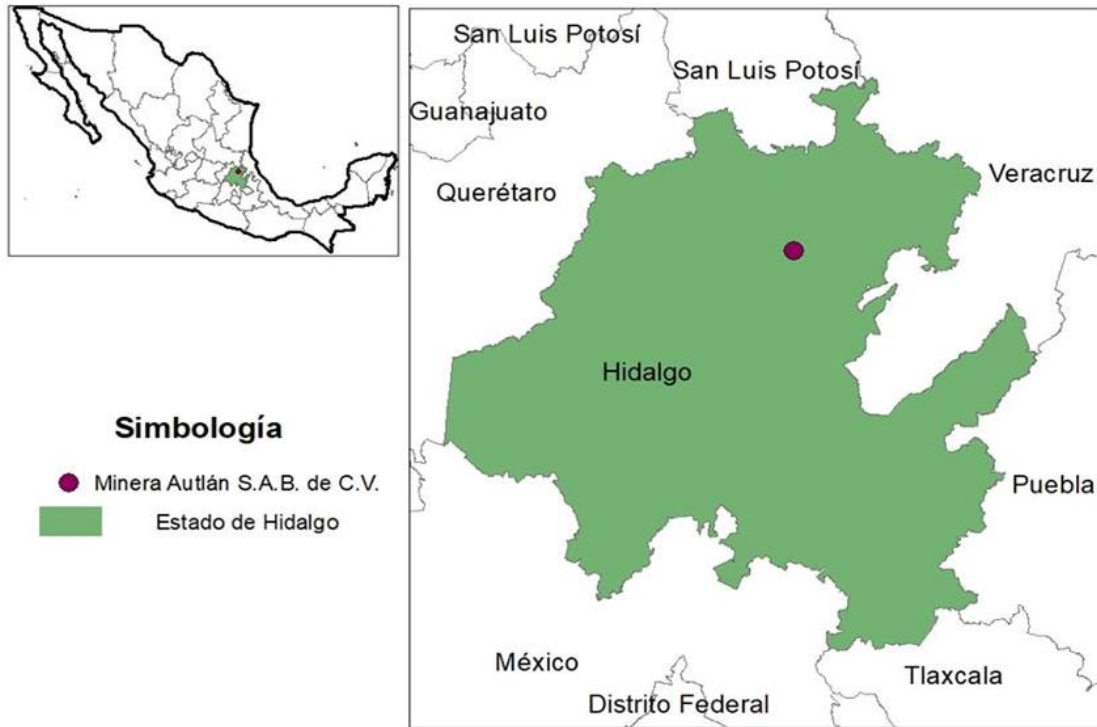 San Luis Potosí
San Luis Potosí
Guanajuato
Querétaro
Veracruz
Hidalgo
Simbología
Minera Autlán S.A.B. de C.V.
Estado de Hidalgo
Puebla
México
Tlaxcala
Distrito Federal